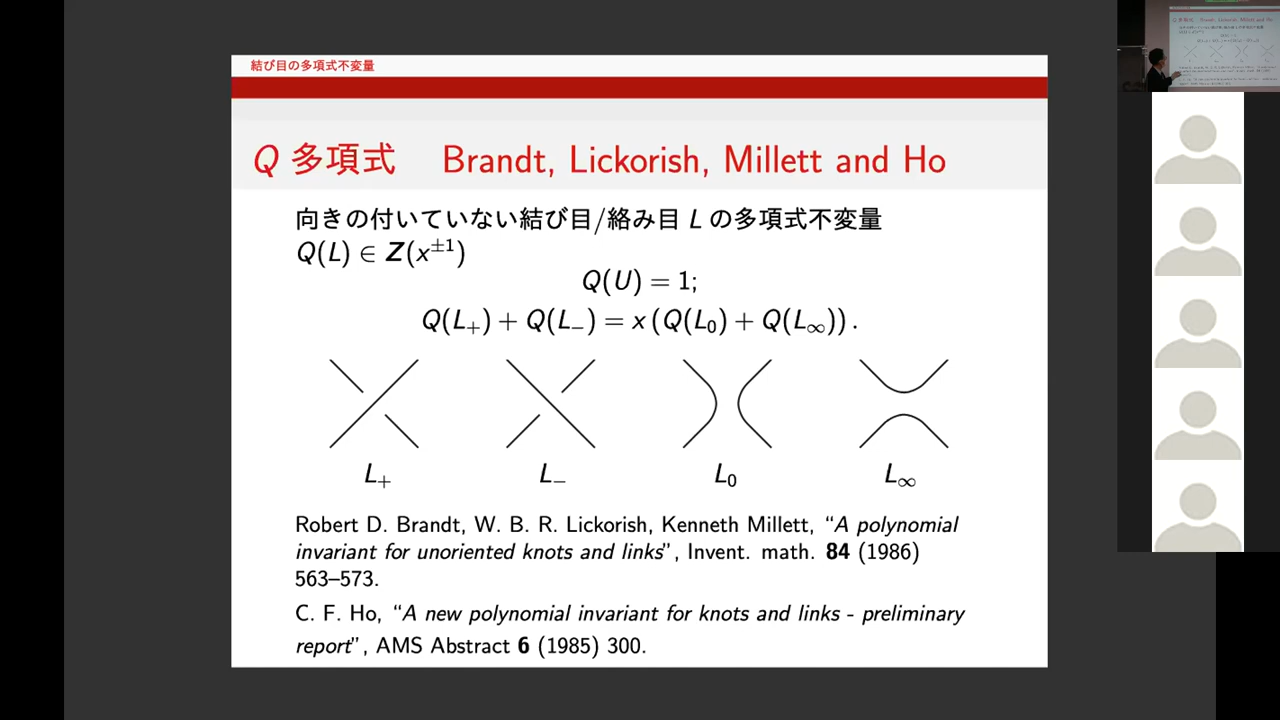 結び目の多項式不変量
Q 多項式 Brandt, Lickorish, Millett and Ho
向きの付いていない結び目/絡み目 L の多項式不変量
Q(L) ∈ Z(x^{±1})
Q(U) = 1;
Q(L₊) + Q(L₋) = x (Q(L₀) + Q(L∞)) .
L₊ L₋ L₀ L∞
Robert D. Brandt, W. B. R. Lickorish, Kenneth Millett, “A polynomial
invariant for unoriented knots and links”, Invent. math. 84 (1986)
563–573.
C. F. Ho, “A new polynomial invariant for knots and links - preliminary
report”, AMS Abstract 6 (1985) 300.